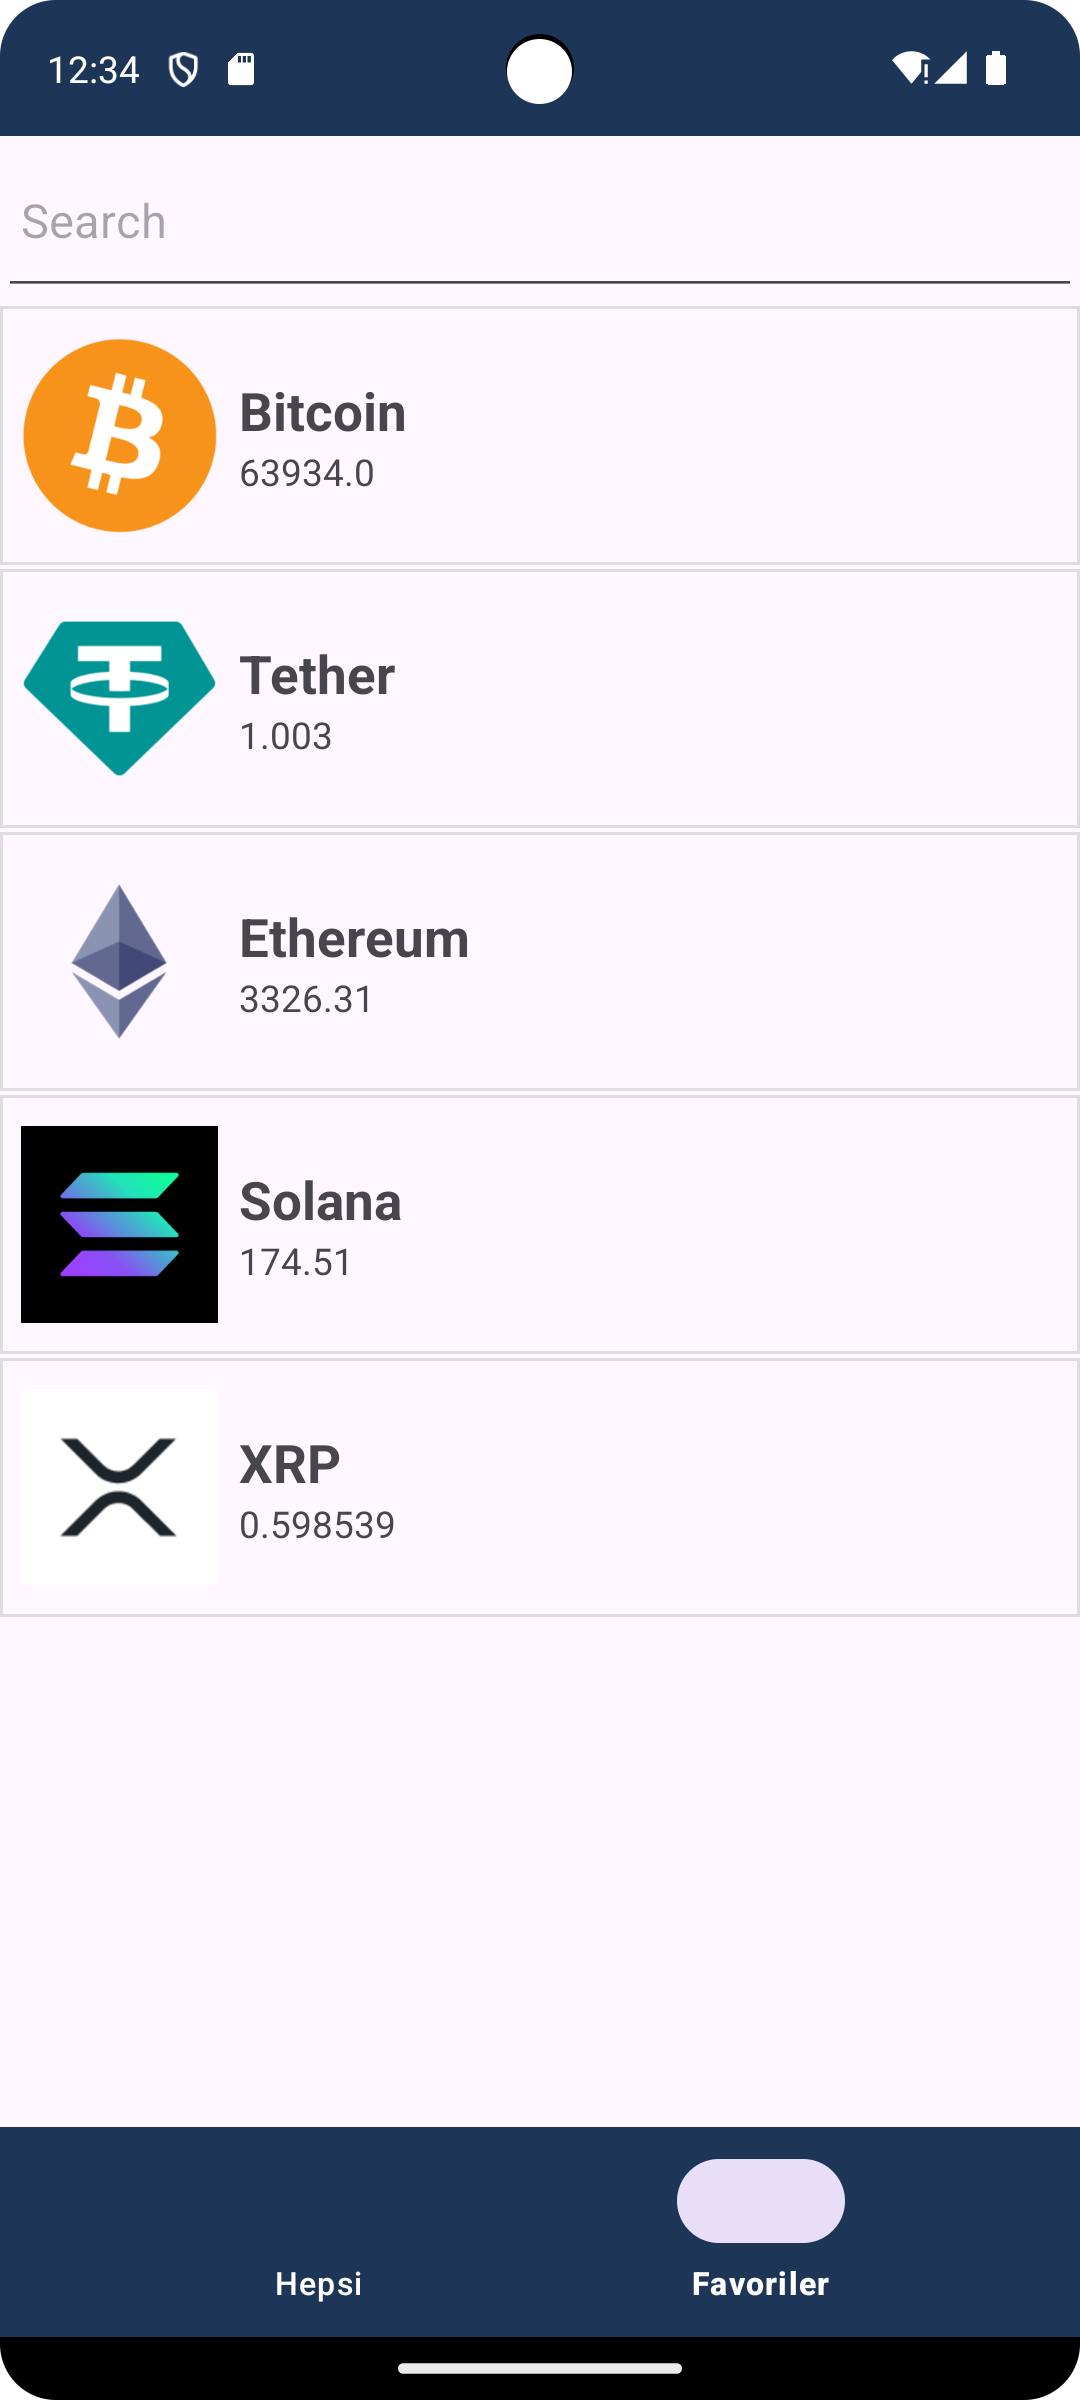 12:34
Search
Bitcoin
63934.0
Tether
1.003
Ethereum
3326.31
Solana
174.51
XRP
0.598539
Hepsi
Favoriler